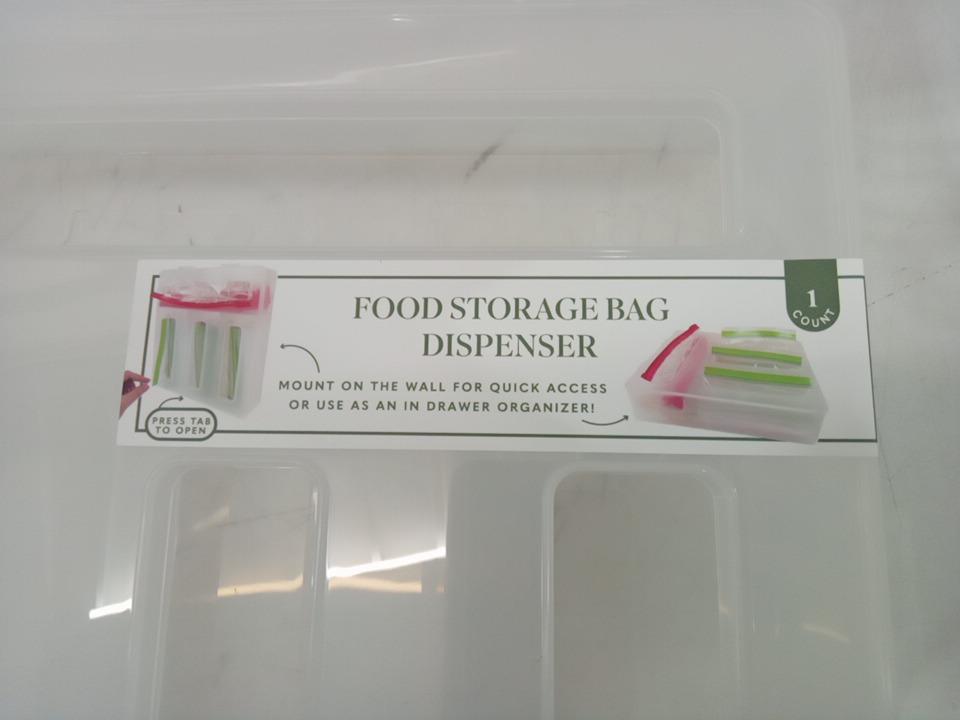 FOOD STORAGE BAG
DISPENSER
1
COUNT
MOUNT ON THE WALL FOR QUICK ACCESS
OR USE AS AN IN DRAWER ORGANIZER!
PRESS TAB
TO OPEN